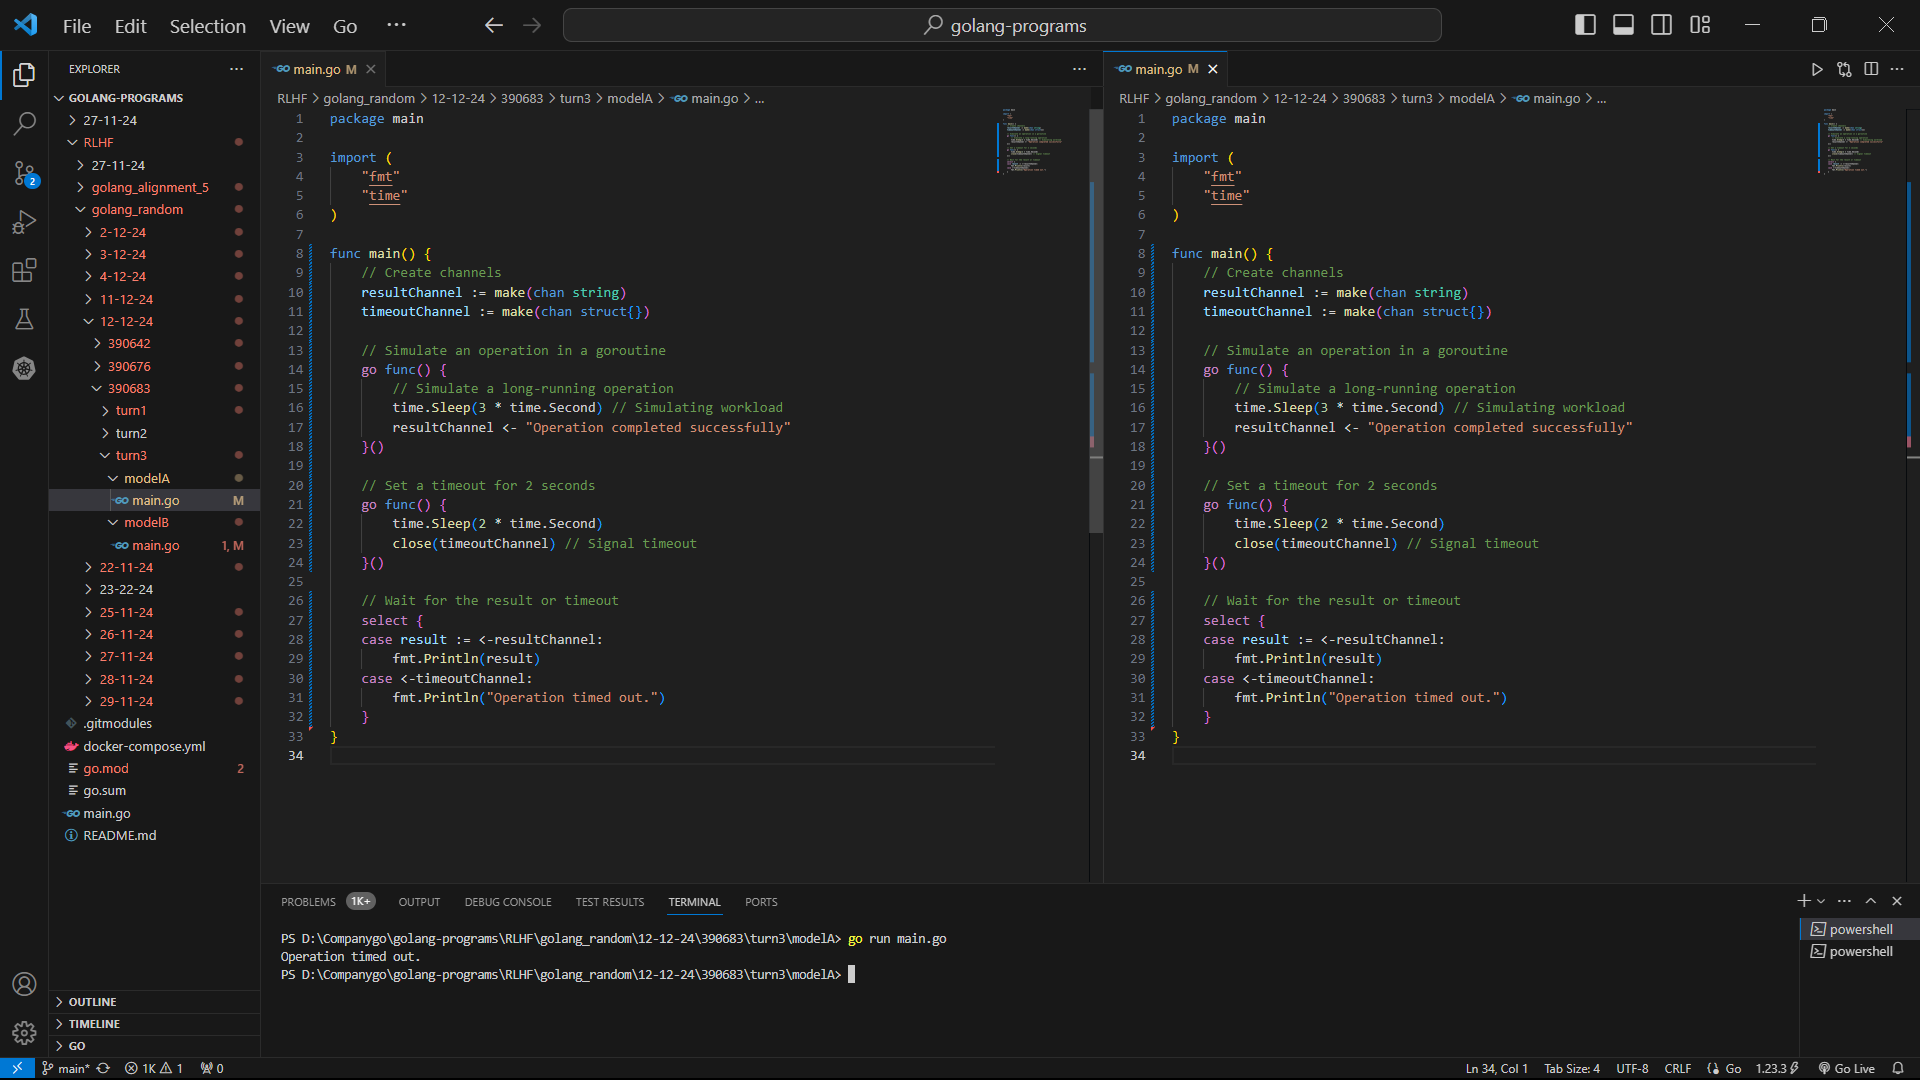 File Edit Selection View Go ··· golang-programs
EXPLORER
GOLANG-PROGRAMS
27-11-24
RLHF
27-11-24
golang_alignment_5
golang_random
2-12-24
3-12-24
4-12-24
11-12-24
12-12-24
390642
390676
390683
turn1
turn2
turn3
modelA
main.go M
modelB
main.go 1, M
22-11-24
23-22-24
25-11-24
26-11-24
27-11-24
28-11-24
29-11-24
.gitmodules
docker-compose.yml
go.mod 2
go.sum
main.go
README.md
OUTLINE
TIMELINE
GO
2
main.go M
RLHF > golang_random > 12-12-24 > 390683 > turn3 > modelA > main.go > ...
1 package main
2
3 import (
4 "fmt"
5 "time"
6 )
7
8 func main() {
9 // Create channels
10 resultChannel := make(chan string)
11 timeoutChannel := make(chan struct{})
12
13 // Simulate an operation in a goroutine
14 go func() {
15 // Simulate a long-running operation
16 time.Sleep(3 * time.Second) // Simulating workload
17 resultChannel <- "Operation completed successfully"
18 }()
19
20 // Set a timeout for 2 seconds
21 go func() {
22 time.Sleep(2 * time.Second)
23 close(timeoutChannel) // Signal timeout
24 }()
25
26 // Wait for the result or timeout
27 select {
28 case result := <-resultChannel:
29 fmt.Println(result)
30 case <-timeoutChannel:
31 fmt.Println("Operation timed out.")
32 }
33 }
34
main.go M
RLHF > golang_random > 12-12-24 > 390683 > turn3 > modelA > main.go > ...
1 package main
2
3 import (
4 "fmt"
5 "time"
6 )
7
8 func main() {
9 // Create channels
10 resultChannel := make(chan string)
11 timeoutChannel := make(chan struct{})
12
13 // Simulate an operation in a goroutine
14 go func() {
15 // Simulate a long-running operation
16 time.Sleep(3 * time.Second) // Simulating workload
17 resultChannel <- "Operation completed successfully"
18 }()
19
20 // Set a timeout for 2 seconds
21 go func() {
22 time.Sleep(2 * time.Second)
23 close(timeoutChannel) // Signal timeout
24 }()
25
26 // Wait for the result or timeout
27 select {
28 case result := <-resultChannel:
29 fmt.Println(result)
30 case <-timeoutChannel:
31 fmt.Println("Operation timed out.")
32 }
33 }
34
PROBLEMS 1K+ OUTPUT DEBUG CONSOLE TEST RESULTS TERMINAL PORTS
PS D:\Companygo\golang-programs\RLHF\golang_random\12-12-24\390683\turn3\modelA> go run main.go
Operation timed out.
PS D:\Companygo\golang-programs\RLHF\golang_random\12-12-24\390683\turn3\modelA>
powershell
powershell
main* 1K 1 0 Ln 34, Col 1 Tab Size: 4 UTF-8 CRLF Go 1.23.3 Go Live